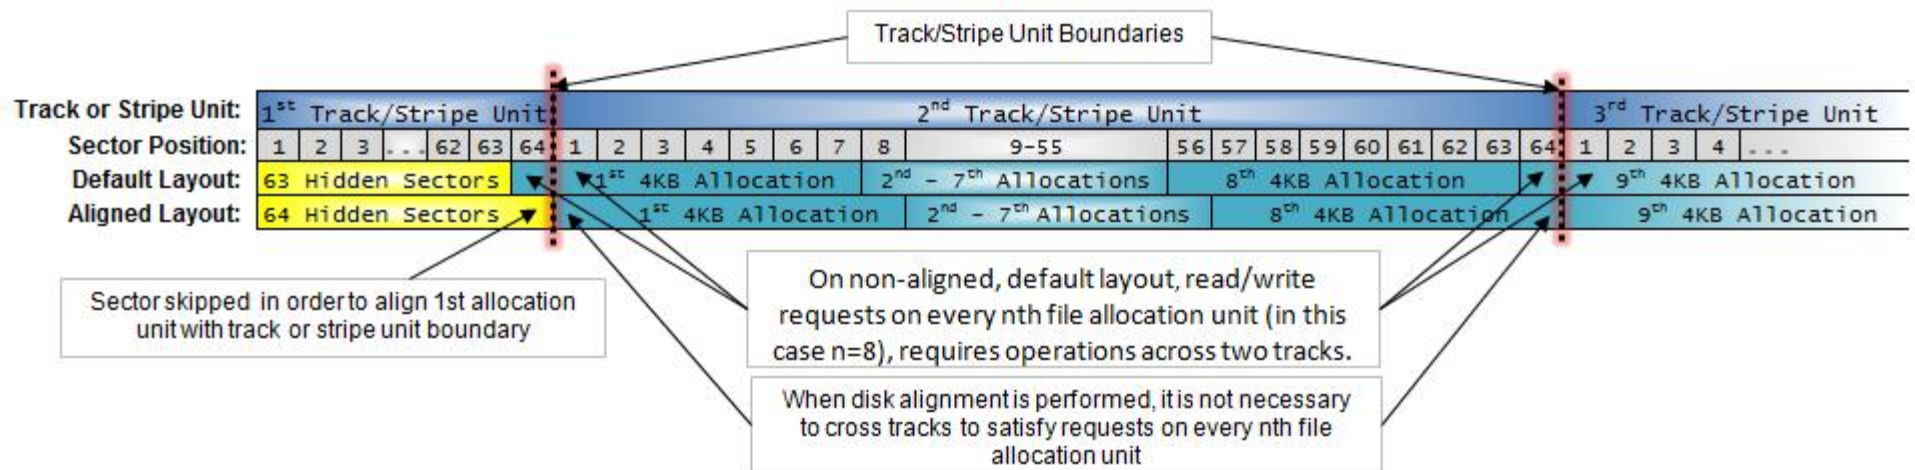 Track/Stripe Unit Boundaries
Track or Stripe Unit: 1st Track/Stripe Unit 2nd Track/Stripe Unit 3rd Track/Stripe Unit
Sector Position: 1 2 3 ... 62 63 64 1 2 3 4 5 6 7 8 9-55 56 57 58 59 60 61 62 63 64 1 2 3 4 ...
Default Layout: 63 Hidden Sectors 1st 4KB Allocation 2nd - 7th Allocations 8th 4KB Allocation 9th 4KB Allocation
Aligned Layout: 64 Hidden Sectors 1st 4KB Allocation 2nd - 7th Allocations 8th 4KB Allocation 9th 4KB Allocation
Sector skipped in order to align 1st allocation
unit with track or stripe unit boundary
On non-aligned, default layout, read/write
requests on every nth file allocation unit (in this
case n=8), requires operations across two tracks.
When disk alignment is performed, it is not necessary
to cross tracks to satisfy requests on every nth file
allocation unit